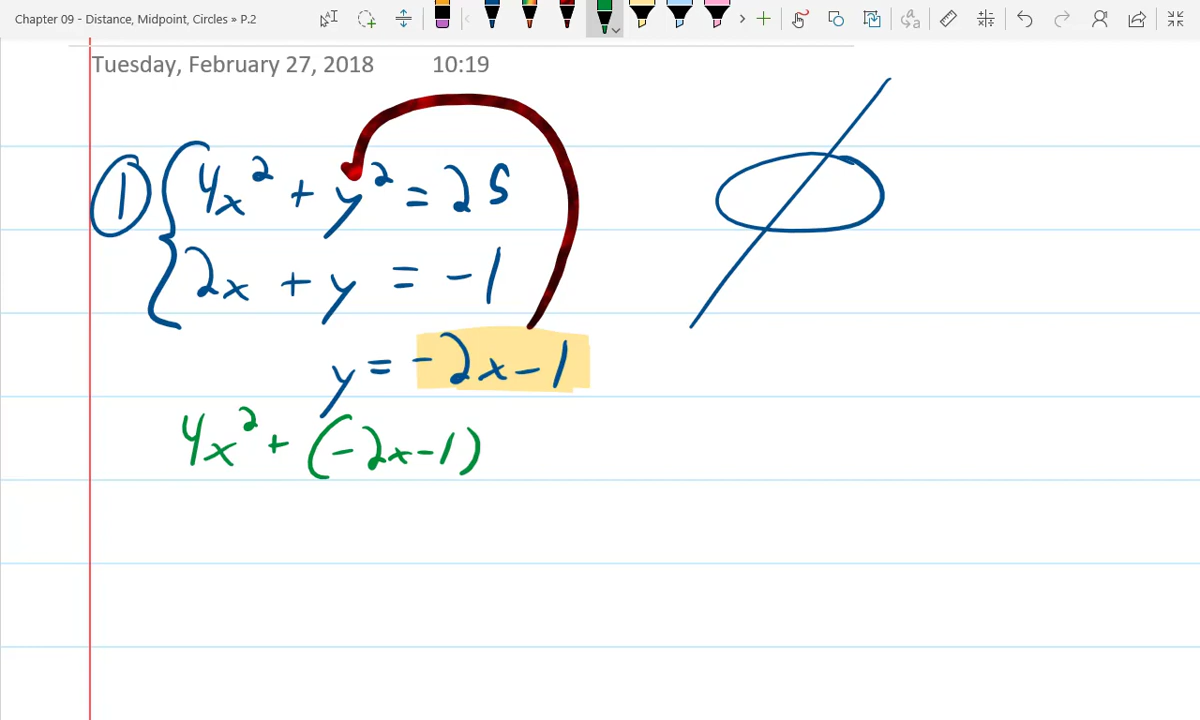 Chapter 09 - Distance, Midpoint, Circles » P.2
Tuesday, February 27, 2018 10:19
① { 4x² + y² = 25
2x + y = -1
y = -2x - 1
4x² + (-2x-1)